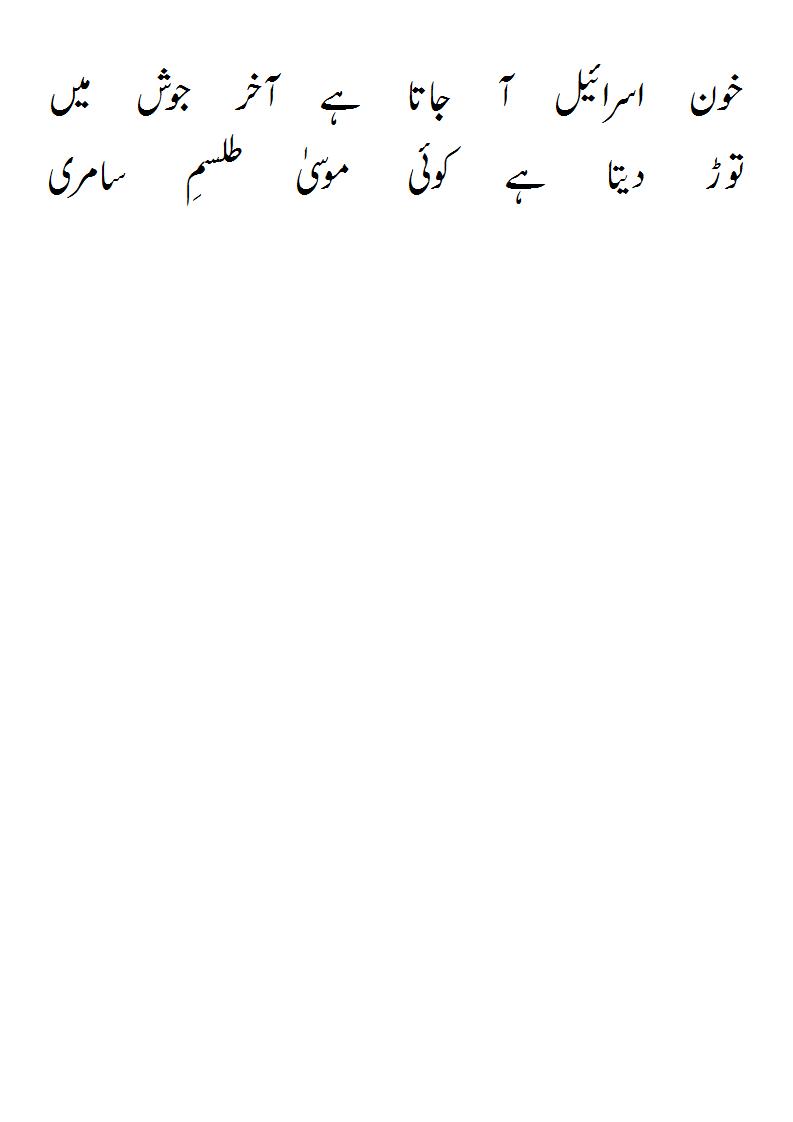 خون اسرائیل آ جاتا ہے آخر جوش میں
توڑ دیتا ہے کوئی موسیٰ طلسمِ سامری